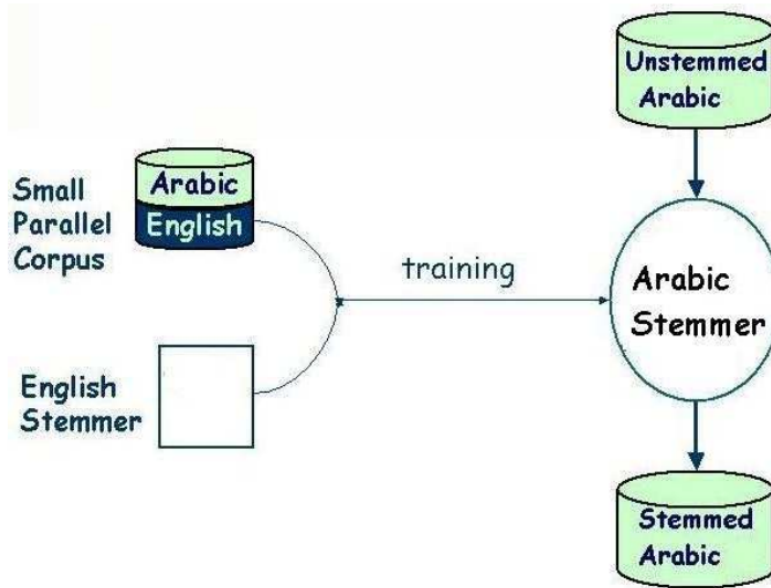 Unstemmed
Arabic
Small
Parallel
Corpus
Arabic
English
training
Arabic
Stemmer
English
Stemmer
Stemmed
Arabic